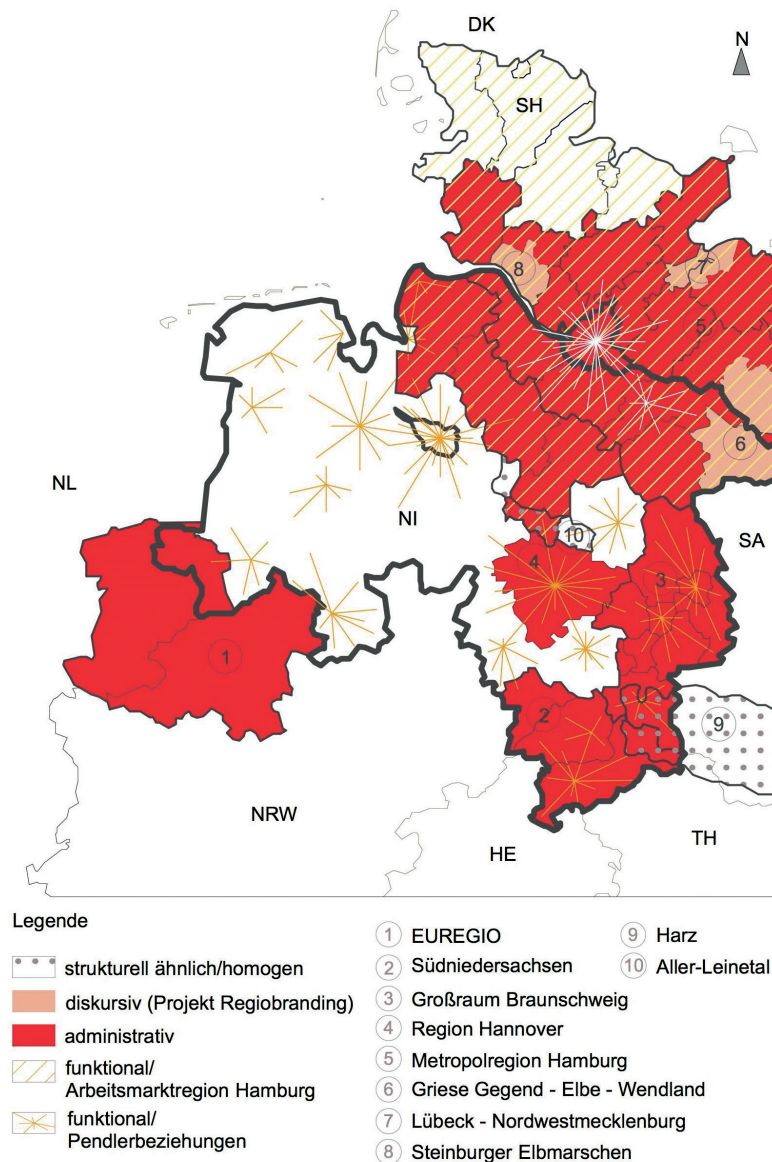 DK
N
SH
8
7
5
6
NL
NI
SA
10
4
3
1
2
9
NRW
HE
TH
Legende
strukturell ähnlich/homogen
diskursiv (Projekt Regiobranding)
administrativ
funktional/
Arbeitsmarktregion Hamburg
funktional/
Pendlerbeziehungen
1 EUREGIO
2 Südniedersachsen
3 Großraum Braunschweig
4 Region Hannover
5 Metropolregion Hamburg
6 Griese Gegend - Elbe - Wendland
7 Lübeck - Nordwestmecklenburg
8 Steinburger Elbmarschen
9 Harz
10 Aller-Leinetal